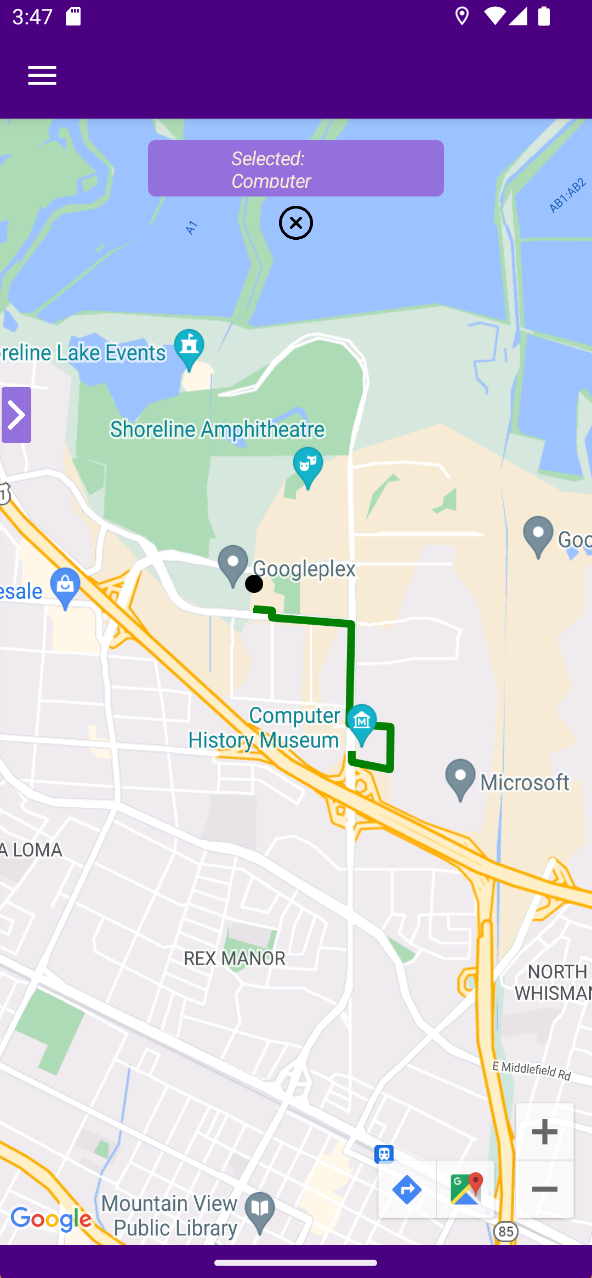 3:47
Selected:
Computer
A1
AB1:AB2
reline Lake Events
Shoreline Amphitheatre
1
Goo
Googleplex
esale
Computer
History Museum
Microsoft
A LOMA
REX MANOR
NORTH
WHISMAN
E Middlefield Rd
Mountain View
Public Library
Google
85